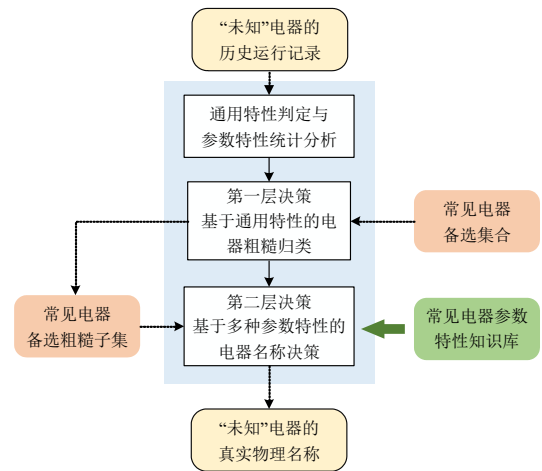 “未知”电器的
历史运行记录
通用特性判定与
参数特性统计分析
第一层决策
基于通用特性的电
器粗糙归类
常见电器
备选集合
常见电器
备选粗糙子集
第二层决策
基于多种参数特性的
电器名称决策
常见电器参数
特性知识库
“未知”电器的
真实物理名称